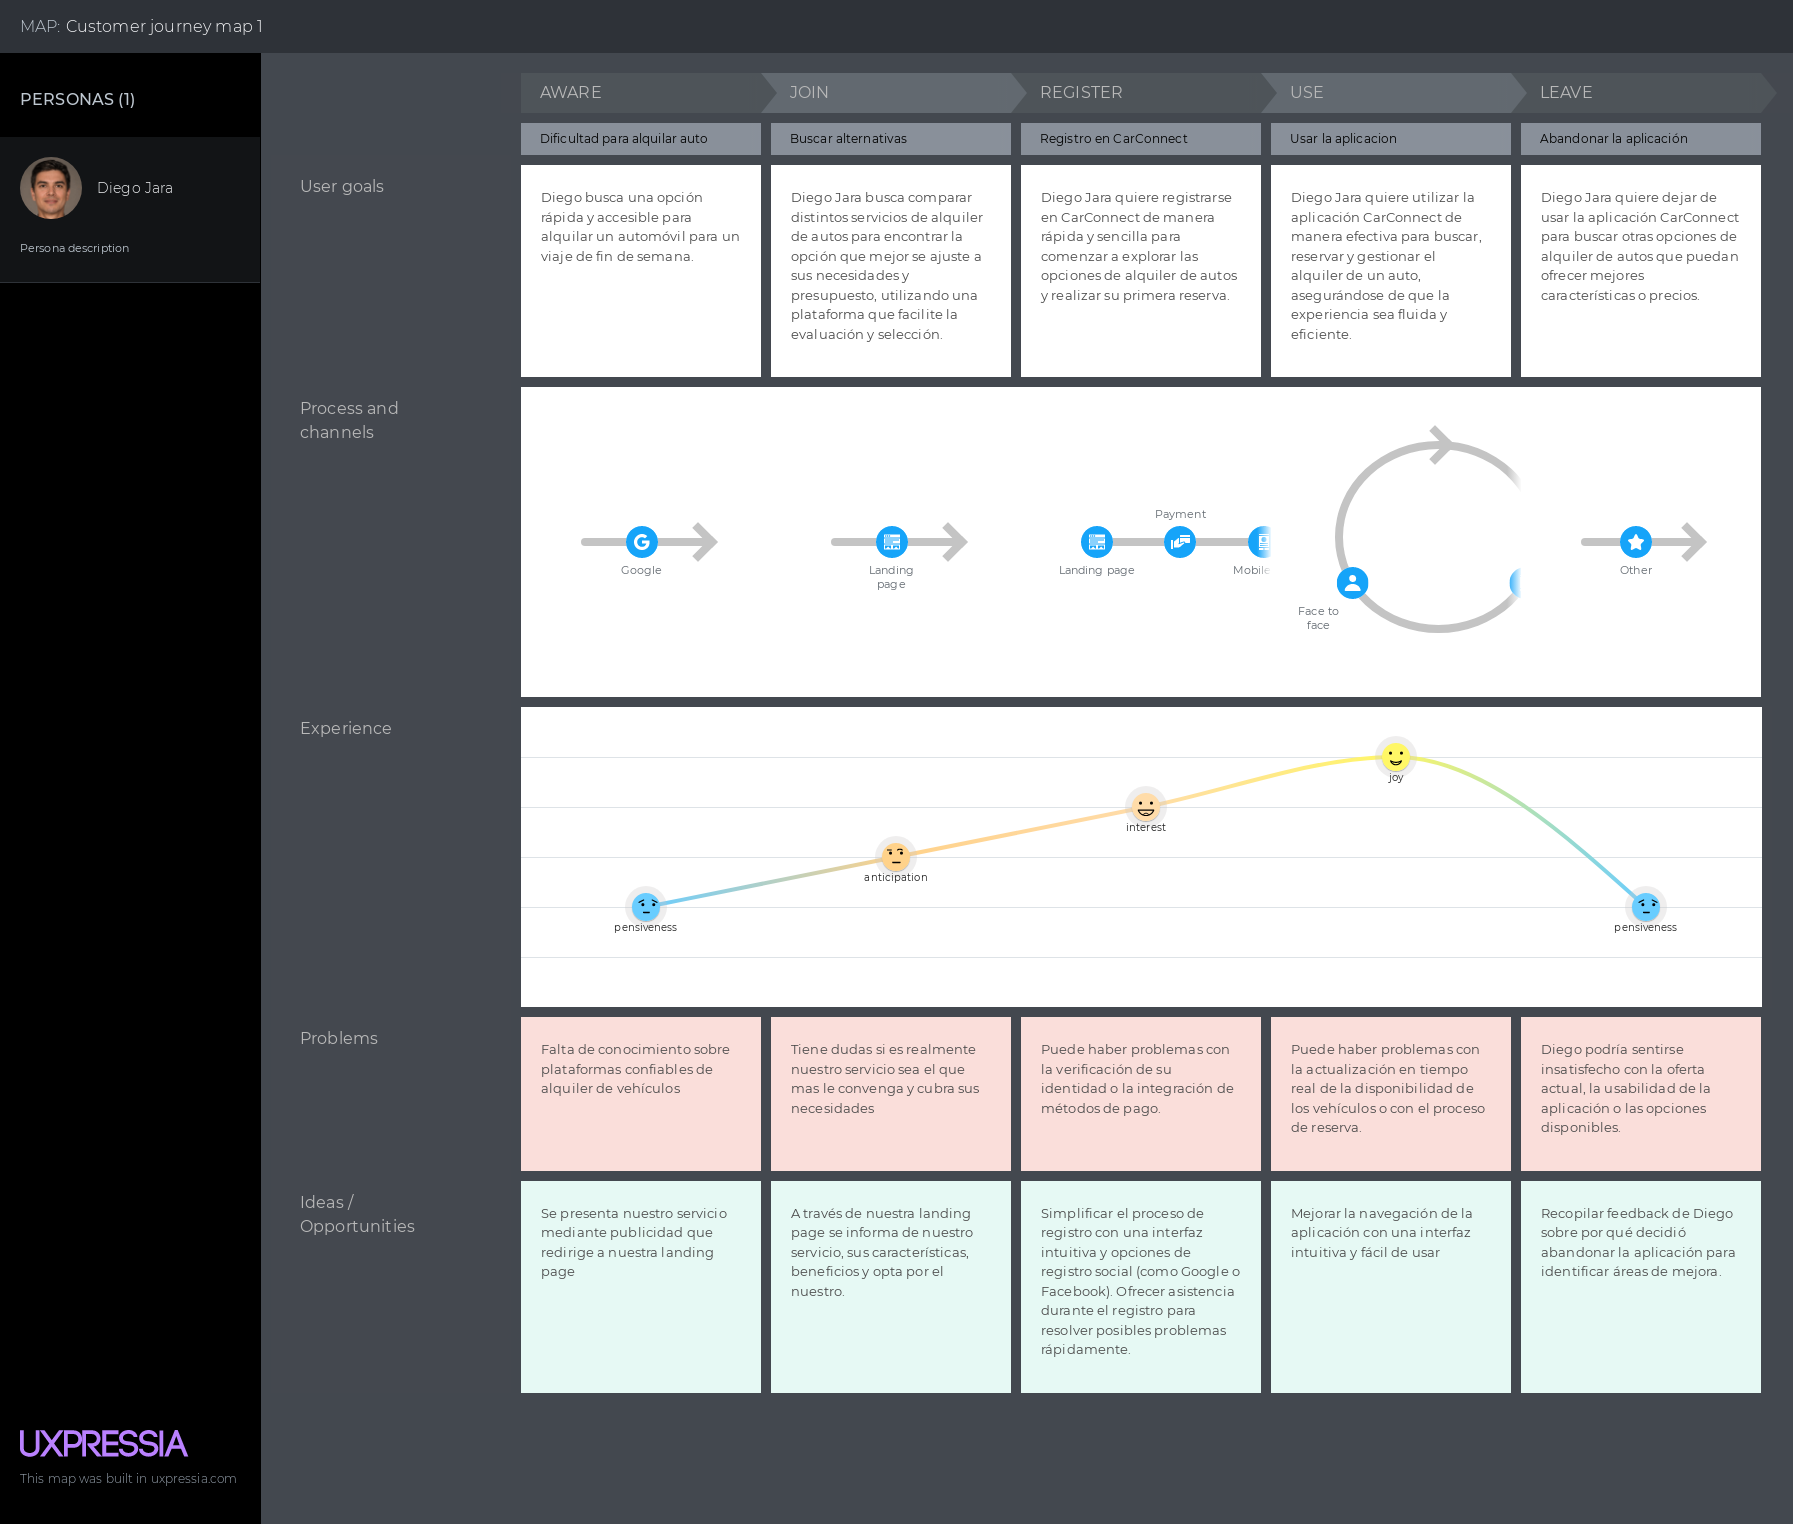 MAP: Customer journey map 1
PERSONAS (1)
Diego Jara
Persona description
AWARE
JOIN
REGISTER
USE
LEAVE
Dificultad para alquilar auto
Buscar alternativas
Registro en CarConnect
Usar la aplicacion
Abandonar la aplicación
User goals
Diego busca una opción
rápida y accesible para
alquilar un automóvil para un
viaje de fin de semana.
Diego Jara busca comparar
distintos servicios de alquiler
de autos para encontrar la
opción que mejor se ajuste a
sus necesidades y
presupuesto, utilizando una
plataforma que facilite la
evaluación y selección.
Diego Jara quiere registrarse
en CarConnect de manera
rápida y sencilla para
comenzar a explorar las
opciones de alquiler de autos
y realizar su primera reserva.
Diego Jara quiere utilizar la
aplicación CarConnect de
manera efectiva para buscar,
reservar y gestionar el
alquiler de un auto,
asegurándose de que la
experiencia sea fluida y
eficiente.
Diego Jara quiere dejar de
usar la aplicación CarConnect
para buscar otras opciones de
alquiler de autos que puedan
ofrecer mejores
características o precios.
Process and
channels
Google
Landing
page
Landing page
Payment
Mobile
Face to
face
Other
Experience
pensiveness
anticipation
interest
joy
pensiveness
Problems
Falta de conocimiento sobre
plataformas confiables de
alquiler de vehículos
Tiene dudas si es realmente
nuestro servicio sea el que
mas le convenga y cubra sus
necesidades
Puede haber problemas con
la verificación de su
identidad o la integración de
métodos de pago.
Puede haber problemas con
la actualización en tiempo
real de la disponibilidad de
los vehículos o con el proceso
de reserva.
Diego podría sentirse
insatisfecho con la oferta
actual, la usabilidad de la
aplicación o las opciones
disponibles.
Ideas /
Opportunities
Se presenta nuestro servicio
mediante publicidad que
redirige a nuestra landing
page
A través de nuestra landing
page se informa de nuestro
servicio, sus características,
beneficios y opta por el
nuestro.
Simplificar el proceso de
registro con una interfaz
intuitiva y opciones de
registro social (como Google o
Facebook). Ofrecer asistencia
durante el registro para
resolver posibles problemas
rápidamente.
Mejorar la navegación de la
aplicación con una interfaz
intuitiva y fácil de usar
Recopilar feedback de Diego
sobre por qué decidió
abandonar la aplicación para
identificar áreas de mejora.
UXPRESSIA
This map was built in uxpressia.com